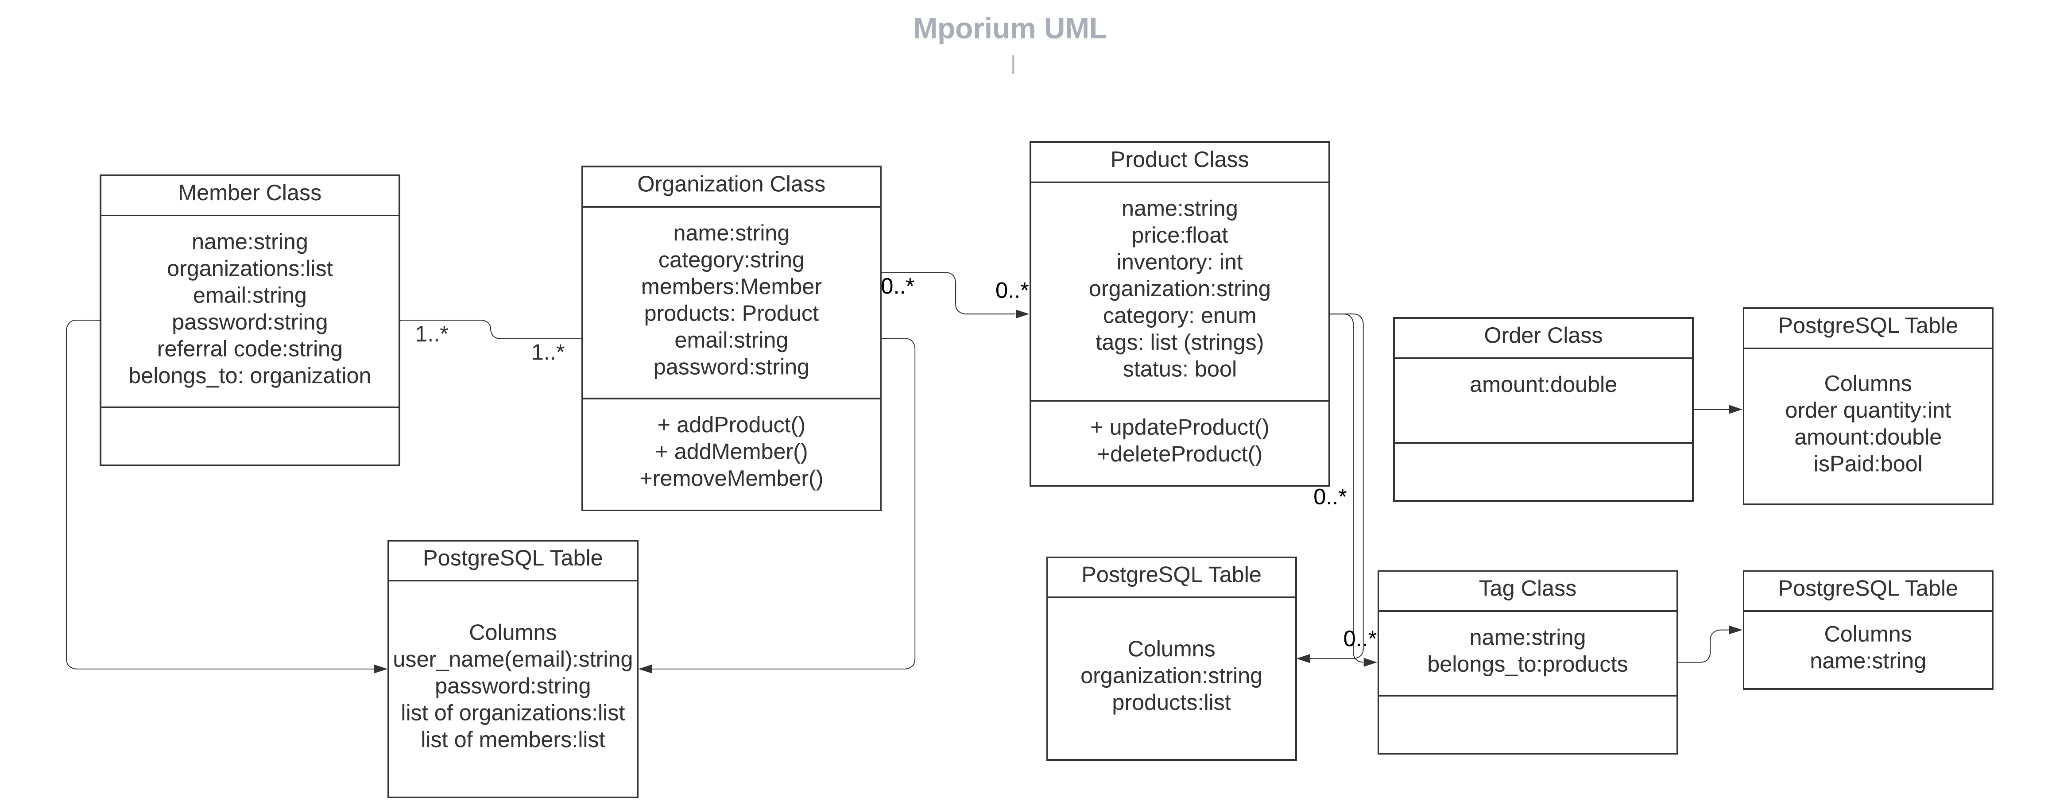 Mporium UML
Member Class
name:string
organizations:list
email:string
password:string
referral code:string
belongs_to: organization
1..*
1..*
Organization Class
name:string
category:string
members:Member
products: Product
email:string
password:string
+ addProduct()
+ addMember()
+removeMember()
0..*
0..*
Product Class
name:string
price:float
inventory: int
organization:string
category: enum
tags: list (strings)
status: bool
+ updateProduct()
+deleteProduct()
0..*
0..*
Order Class
amount:double
PostgreSQL Table
Columns
order quantity:int
amount:double
isPaid:bool
PostgreSQL Table
Columns
user_name(email):string
password:string
list of organizations:list
list of members:list
PostgreSQL Table
Columns
organization:string
products:list
Tag Class
name:string
belongs_to:products
PostgreSQL Table
Columns
name:string